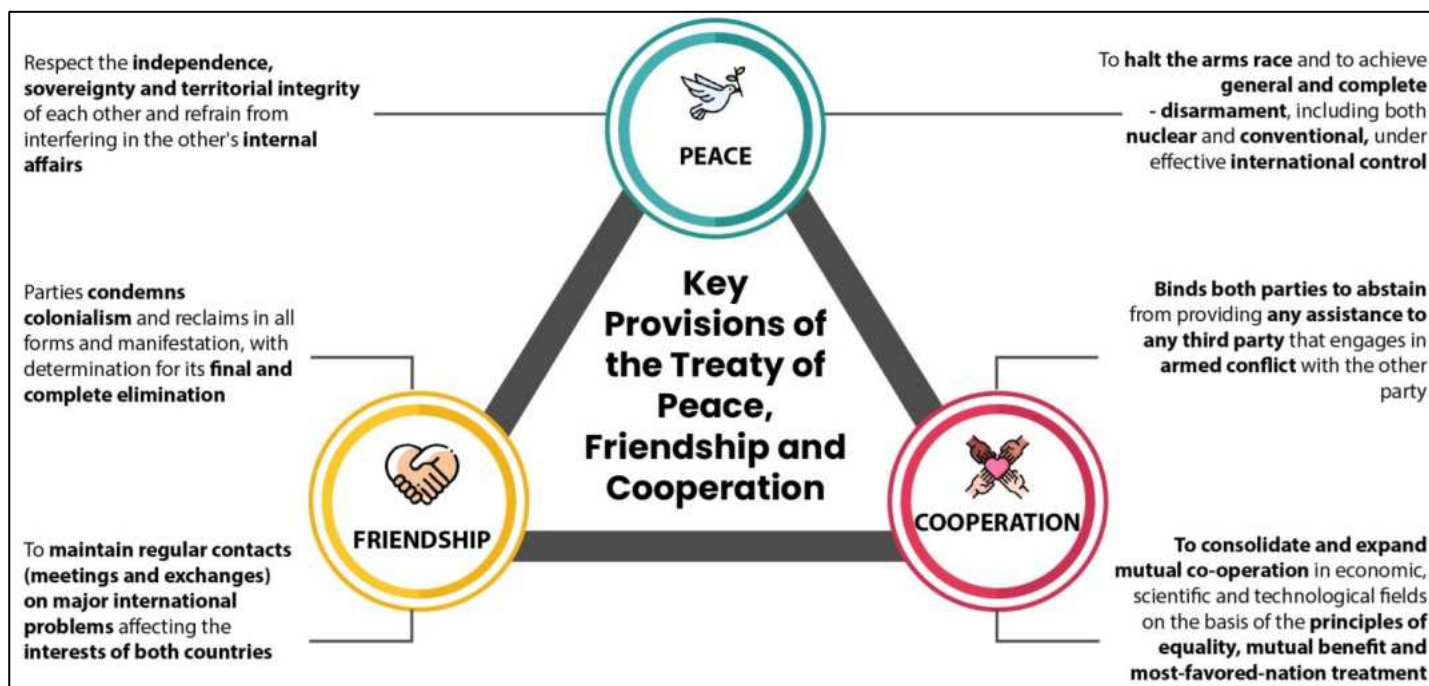 Respect the independence,
sovereignty and territorial integrity
of each other and refrain from
interfering in the other's internal
affairs
PEACE
To halt the arms race and to achieve
general and complete
- disarmament, including both
nuclear and conventional, under
effective international control
Key
Provisions of
the Treaty of
Peace,
Friendship and
Cooperation
Parties condemns
colonialism and reclaims in all
forms and manifestation, with
determination for its final and
complete elimination
FRIENDSHIP
To maintain regular contacts
(meetings and exchanges)
on major international
problems affecting the
interests of both countries
Binds both parties to abstain
from providing any assistance to
any third party that engages in
armed conflict with the other
party
COOPERATION
To consolidate and expand
mutual co-operation in economic,
scientific and technological fields
on the basis of the principles of
equality, mutual benefit and
most-favored-nation treatment